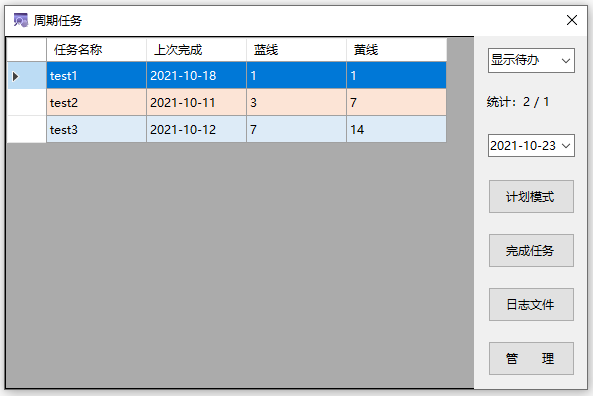 周期任务
任务名称 上次完成 蓝线 黄线
test1 2021-10-18 1 1
test2 2021-10-11 3 7
test3 2021-10-12 7 14
显示待办
统计：2 / 1
2021-10-23
计划模式
完成任务
日志文件
管 理